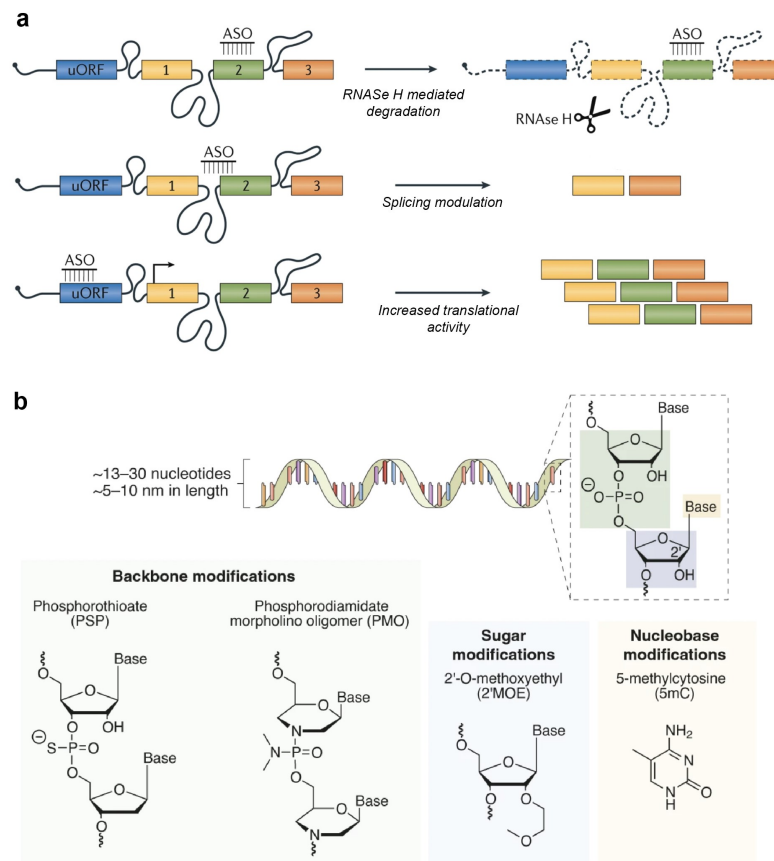 a
ASO
uORF
1
2
3
RNASe H mediated
degradation
ASO
RNAse H
ASO
uORF
1
2
3
Splicing modulation
ASO
uORF
1
2
3
Increased translational
activity
b
~13–30 nucleotides
~5–10 nm in length
Base
O
O
OH
O
⊖
O–P=O
O
Base
O
2'
O
OH
Backbone modifications
Phosphorothioate
(PSP)
Phosphorodiamidate
morpholino oligomer (PMO)
Base
O
O
OH
O
⊖
S–P=O
O
Base
O
O
O
Base
O
N
N–P=O
O
Base
O
N
Sugar
modifications
2'-O-methoxyethyl
(2'MOE)
Base
O
O
O
O
O
Nucleobase
modifications
5-methylcytosine
(5mC)
NH2
N
N
H
O